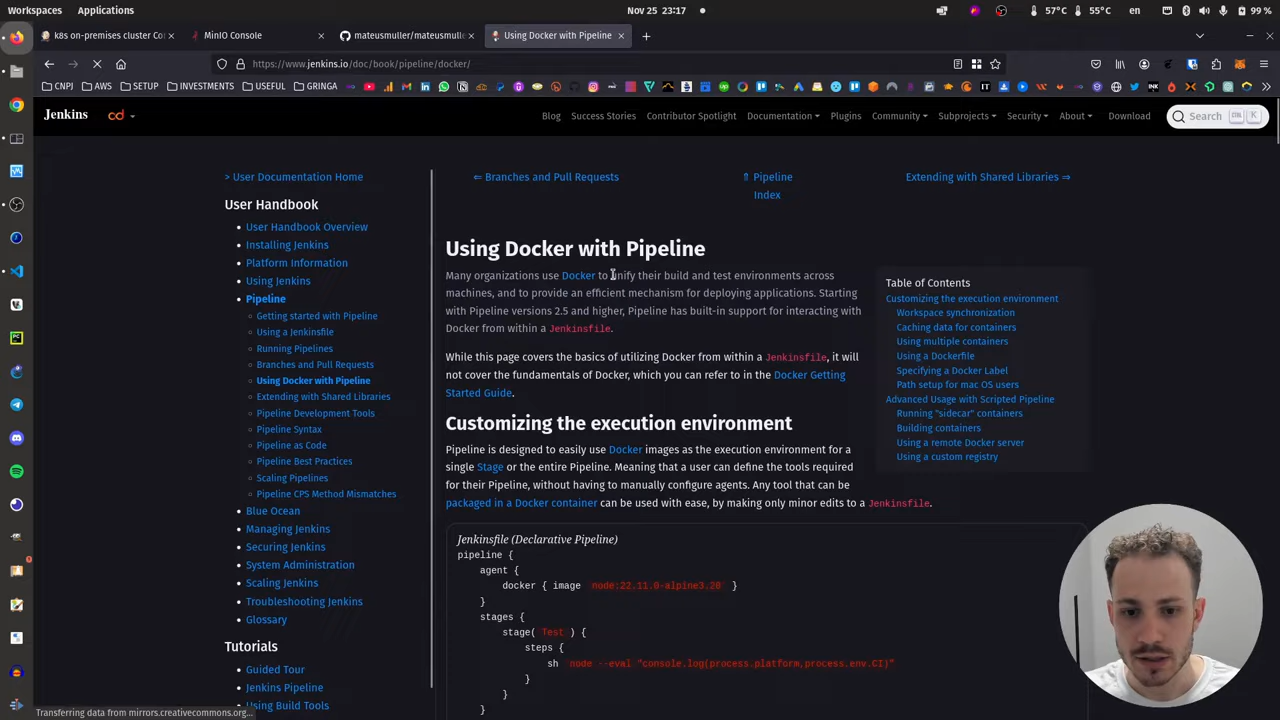 Workspaces Applications Nov 25 23:17 57°C 55°C en 99 %
k8s on-premises cluster Co MinIO Console mateusmuller/mateusmulle Using Docker with Pipeline
https://www.jenkins.io/doc/book/pipeline/docker/
CNPJ AWS SETUP INVESTMENTS USEFUL GRINGA
Jenkins cd Blog Success Stories Contributor Spotlight Documentation Plugins Community Subprojects Security About Download Search
> User Documentation Home
User Handbook
User Handbook Overview
Installing Jenkins
Platform Information
Using Jenkins
Pipeline
Getting started with Pipeline
Using a Jenkinsfile
Running Pipelines
Branches and Pull Requests
Using Docker with Pipeline
Extending with Shared Libraries
Pipeline Development Tools
Pipeline Syntax
Pipeline as Code
Pipeline Best Practices
Scaling Pipelines
Pipeline CPS Method Mismatches
Blue Ocean
Managing Jenkins
Securing Jenkins
System Administration
Scaling Jenkins
Troubleshooting Jenkins
Glossary
Tutorials
Guided Tour
Jenkins Pipeline
Using Build Tools
⇐ Branches and Pull Requests
⇑ Pipeline
Index
Extending with Shared Libraries ⇒
Using Docker with Pipeline
Many organizations use Docker to unify their build and test environments across
machines, and to provide an efficient mechanism for deploying applications. Starting
with Pipeline versions 2.5 and higher, Pipeline has built-in support for interacting with
Docker from within a Jenkinsfile.
While this page covers the basics of utilizing Docker from within a Jenkinsfile, it will
not cover the fundamentals of Docker, which you can refer to in the Docker Getting
Started Guide.
Customizing the execution environment
Pipeline is designed to easily use Docker images as the execution environment for a
single Stage or the entire Pipeline. Meaning that a user can define the tools required
for their Pipeline, without having to manually configure agents. Any tool that can be
packaged in a Docker container can be used with ease, by making only minor edits to a Jenkinsfile.
Jenkinsfile (Declarative Pipeline)
pipeline {
agent {
docker { image 'node:22.11.0-alpine3.20' }
}
stages {
stage('Test') {
steps {
sh 'node --eval "console.log(process.platform,process.env.CI)"'
}
}
}
Table of Contents
Customizing the execution environment
Workspace synchronization
Caching data for containers
Using multiple containers
Using a Dockerfile
Specifying a Docker Label
Path setup for mac OS users
Advanced Usage with Scripted Pipeline
Running "sidecar" containers
Building containers
Using a remote Docker server
Using a custom registry
Transferring data from mirrors.creativecommons.org...